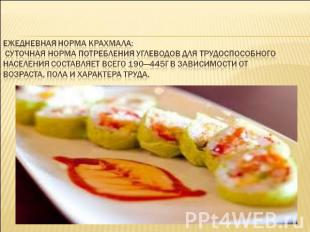 ЕЖЕДНЕВНАЯ НОРМА КРАХМАЛА:
СУТОЧНАЯ НОРМА ПОТРЕБЛЕНИЯ УГЛЕВОДОВ ДЛЯ ТРУДОСПОСОБНОГО
НАСЕЛЕНИЯ СОСТАВЛЯЕТ ВСЕГО 190—445Г В ЗАВИСИМОСТИ ОТ
ВОЗРАСТА, ПОЛА И ХАРАКТЕРА ТРУДА.
PPt4WEB.ru